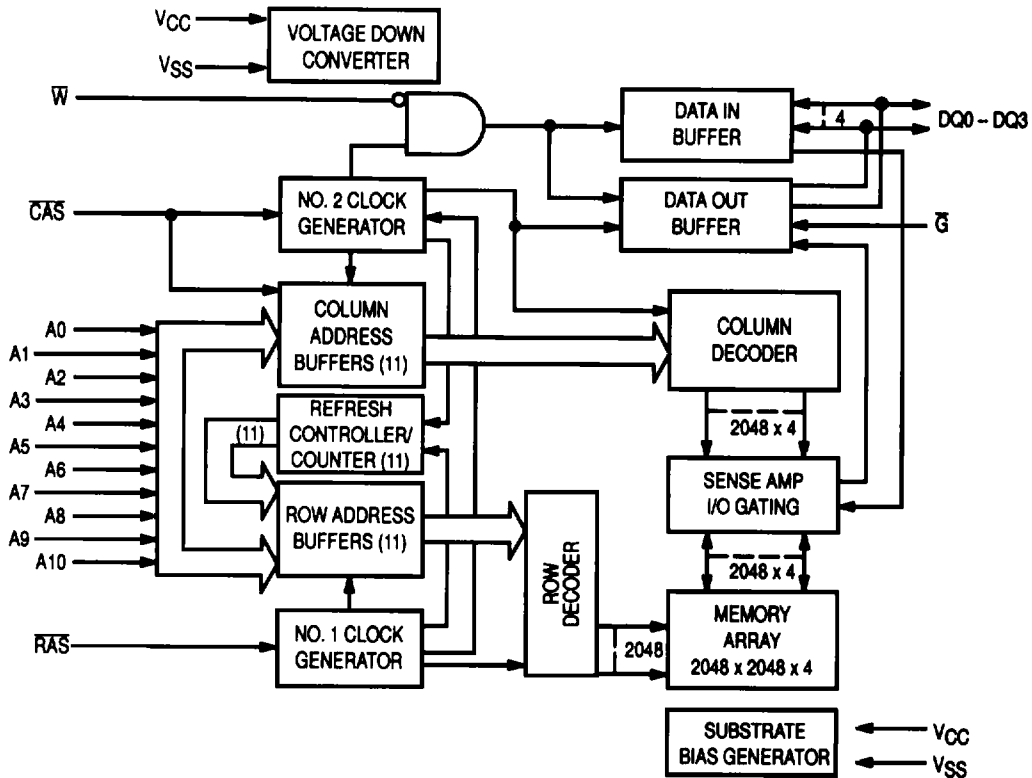 VCC
VSS
VOLTAGE DOWN
CONVERTER
W̅
DATA IN
BUFFER
4
DQ0 – DQ3
C̅A̅S̅
NO. 2 CLOCK
GENERATOR
DATA OUT
BUFFER
G̅
COLUMN
ADDRESS
BUFFERS (11)
COLUMN
DECODER
A0
A1
A2
A3
A4
A5
A6
A7
A8
A9
A10
(11)
REFRESH
CONTROLLER/
COUNTER (11)
2048 x 4
SENSE AMP
I/O GATING
ROW ADDRESS
BUFFERS (11)
ROW
DECODER
2048 x 4
R̅A̅S̅
NO. 1 CLOCK
GENERATOR
2048
MEMORY
ARRAY
2048 x 2048 x 4
SUBSTRATE
BIAS GENERATOR
VCC
VSS